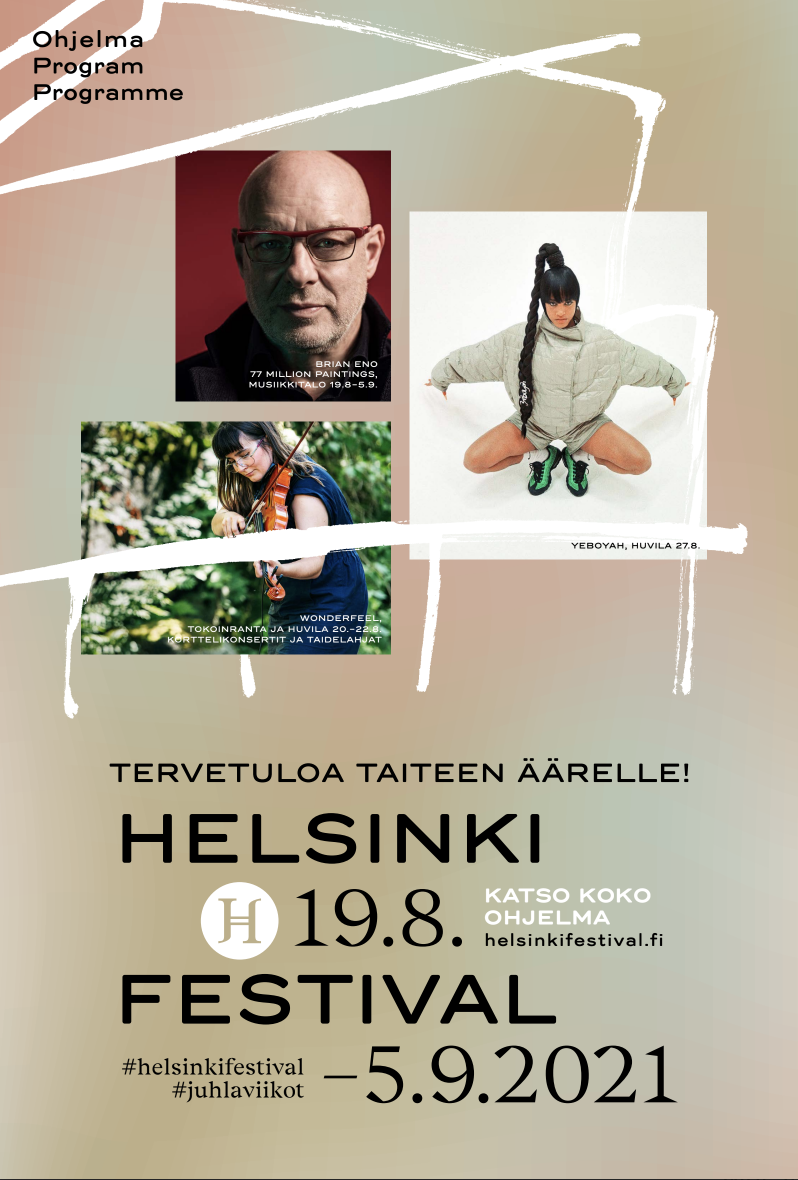 Ohjelma
Program
Programme
BRIAN ENO
77 MILLION PAINTINGS,
MUSIIKKITALO 19.8–5.9.
YEBOYAH, HUVILA 27.8.
WONDERFEEL,
TOKOINRANTA JA HUVILA 20.–22.8.
KORTTELIKONSERTIT JA TAIDELAHJAT
TERVETULOA TAITEEN ÄÄRELLE!
HELSINKI
H 19.8.
KATSO KOKO
OHJELMA
helsinkifestival.fi
FESTIVAL
#helsinkifestival
#juhlaviikot
–5.9.2021